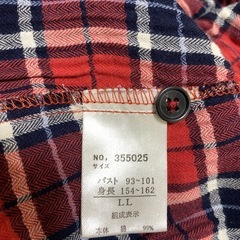 NO, 355025
サイズ
バスト 93~101
身長 154~162
LL
組成表示
本体 綿 99%